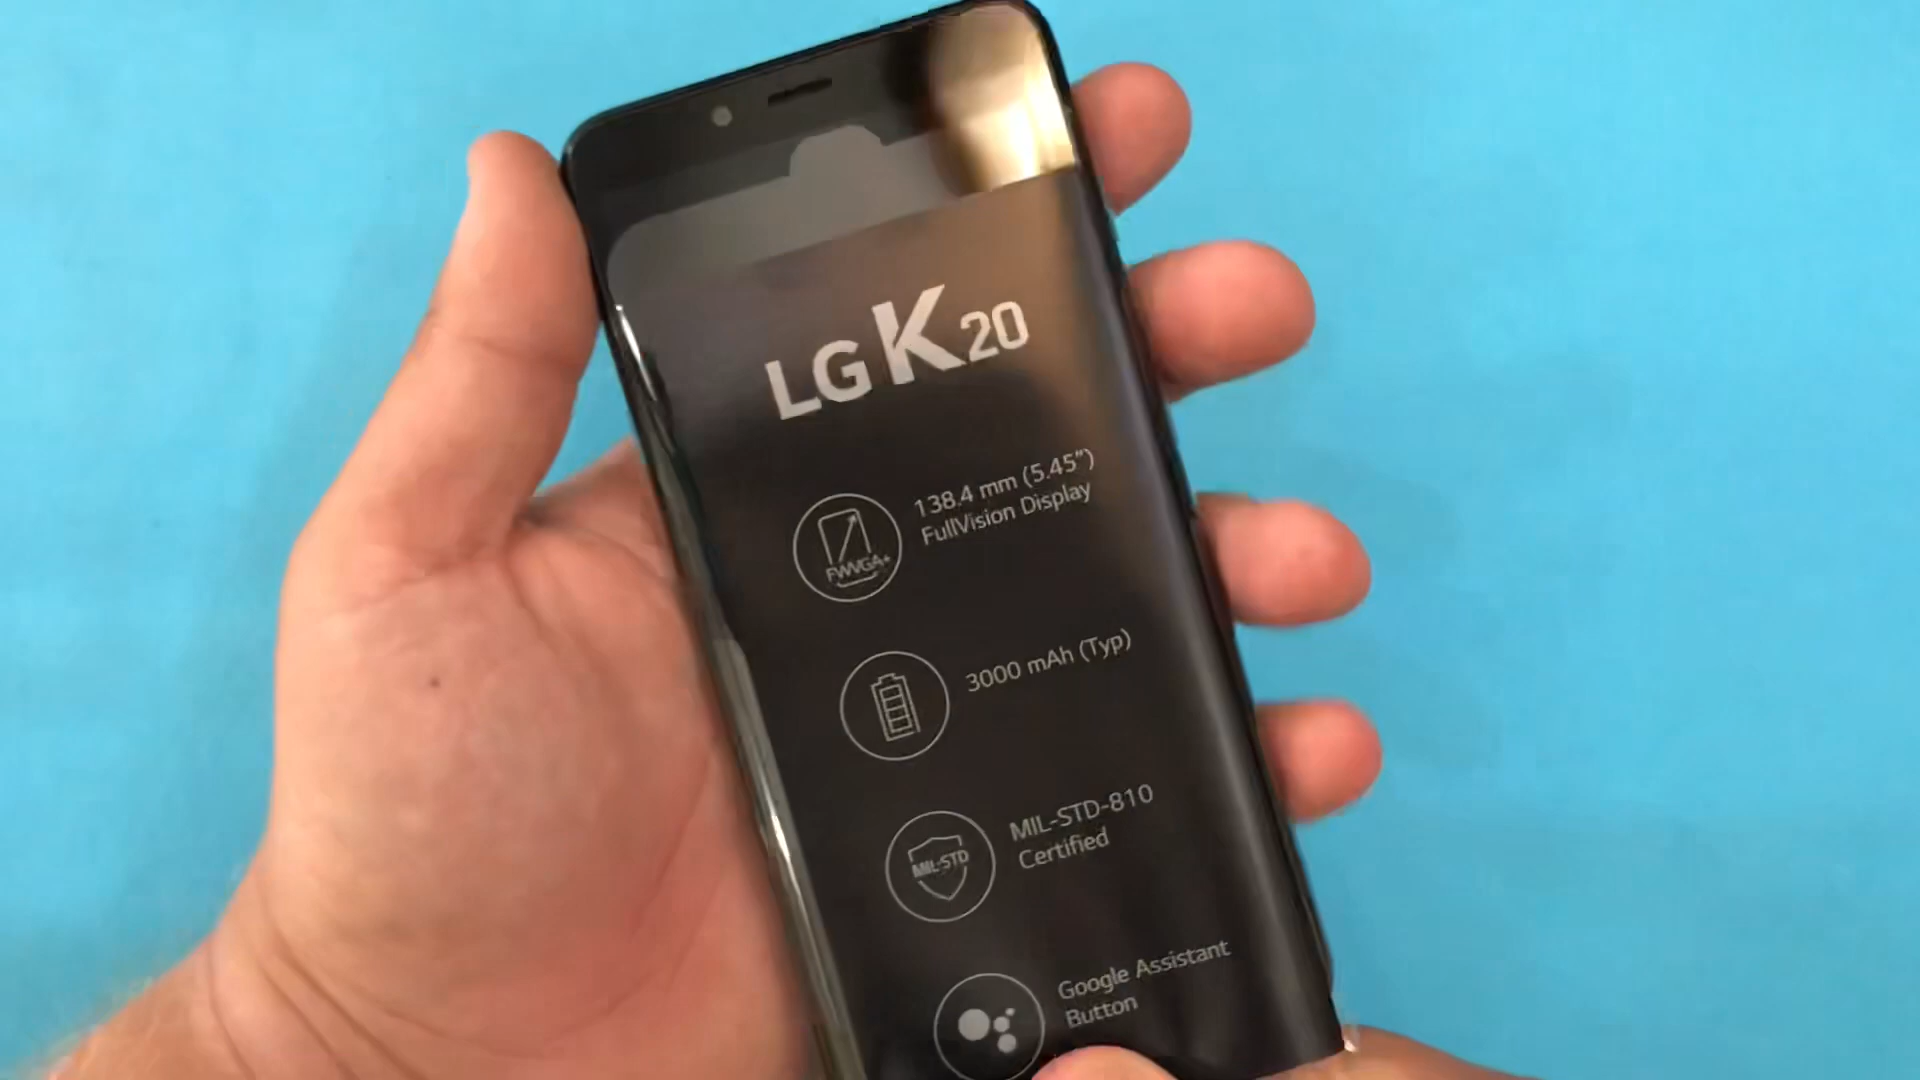 LG K20
138.4 mm (5.45”)
FullVision Display
FWVGA+
3000 mAh (Typ)
MIL-STD-810
Certified
MIL-STD
Google Assistant
Button